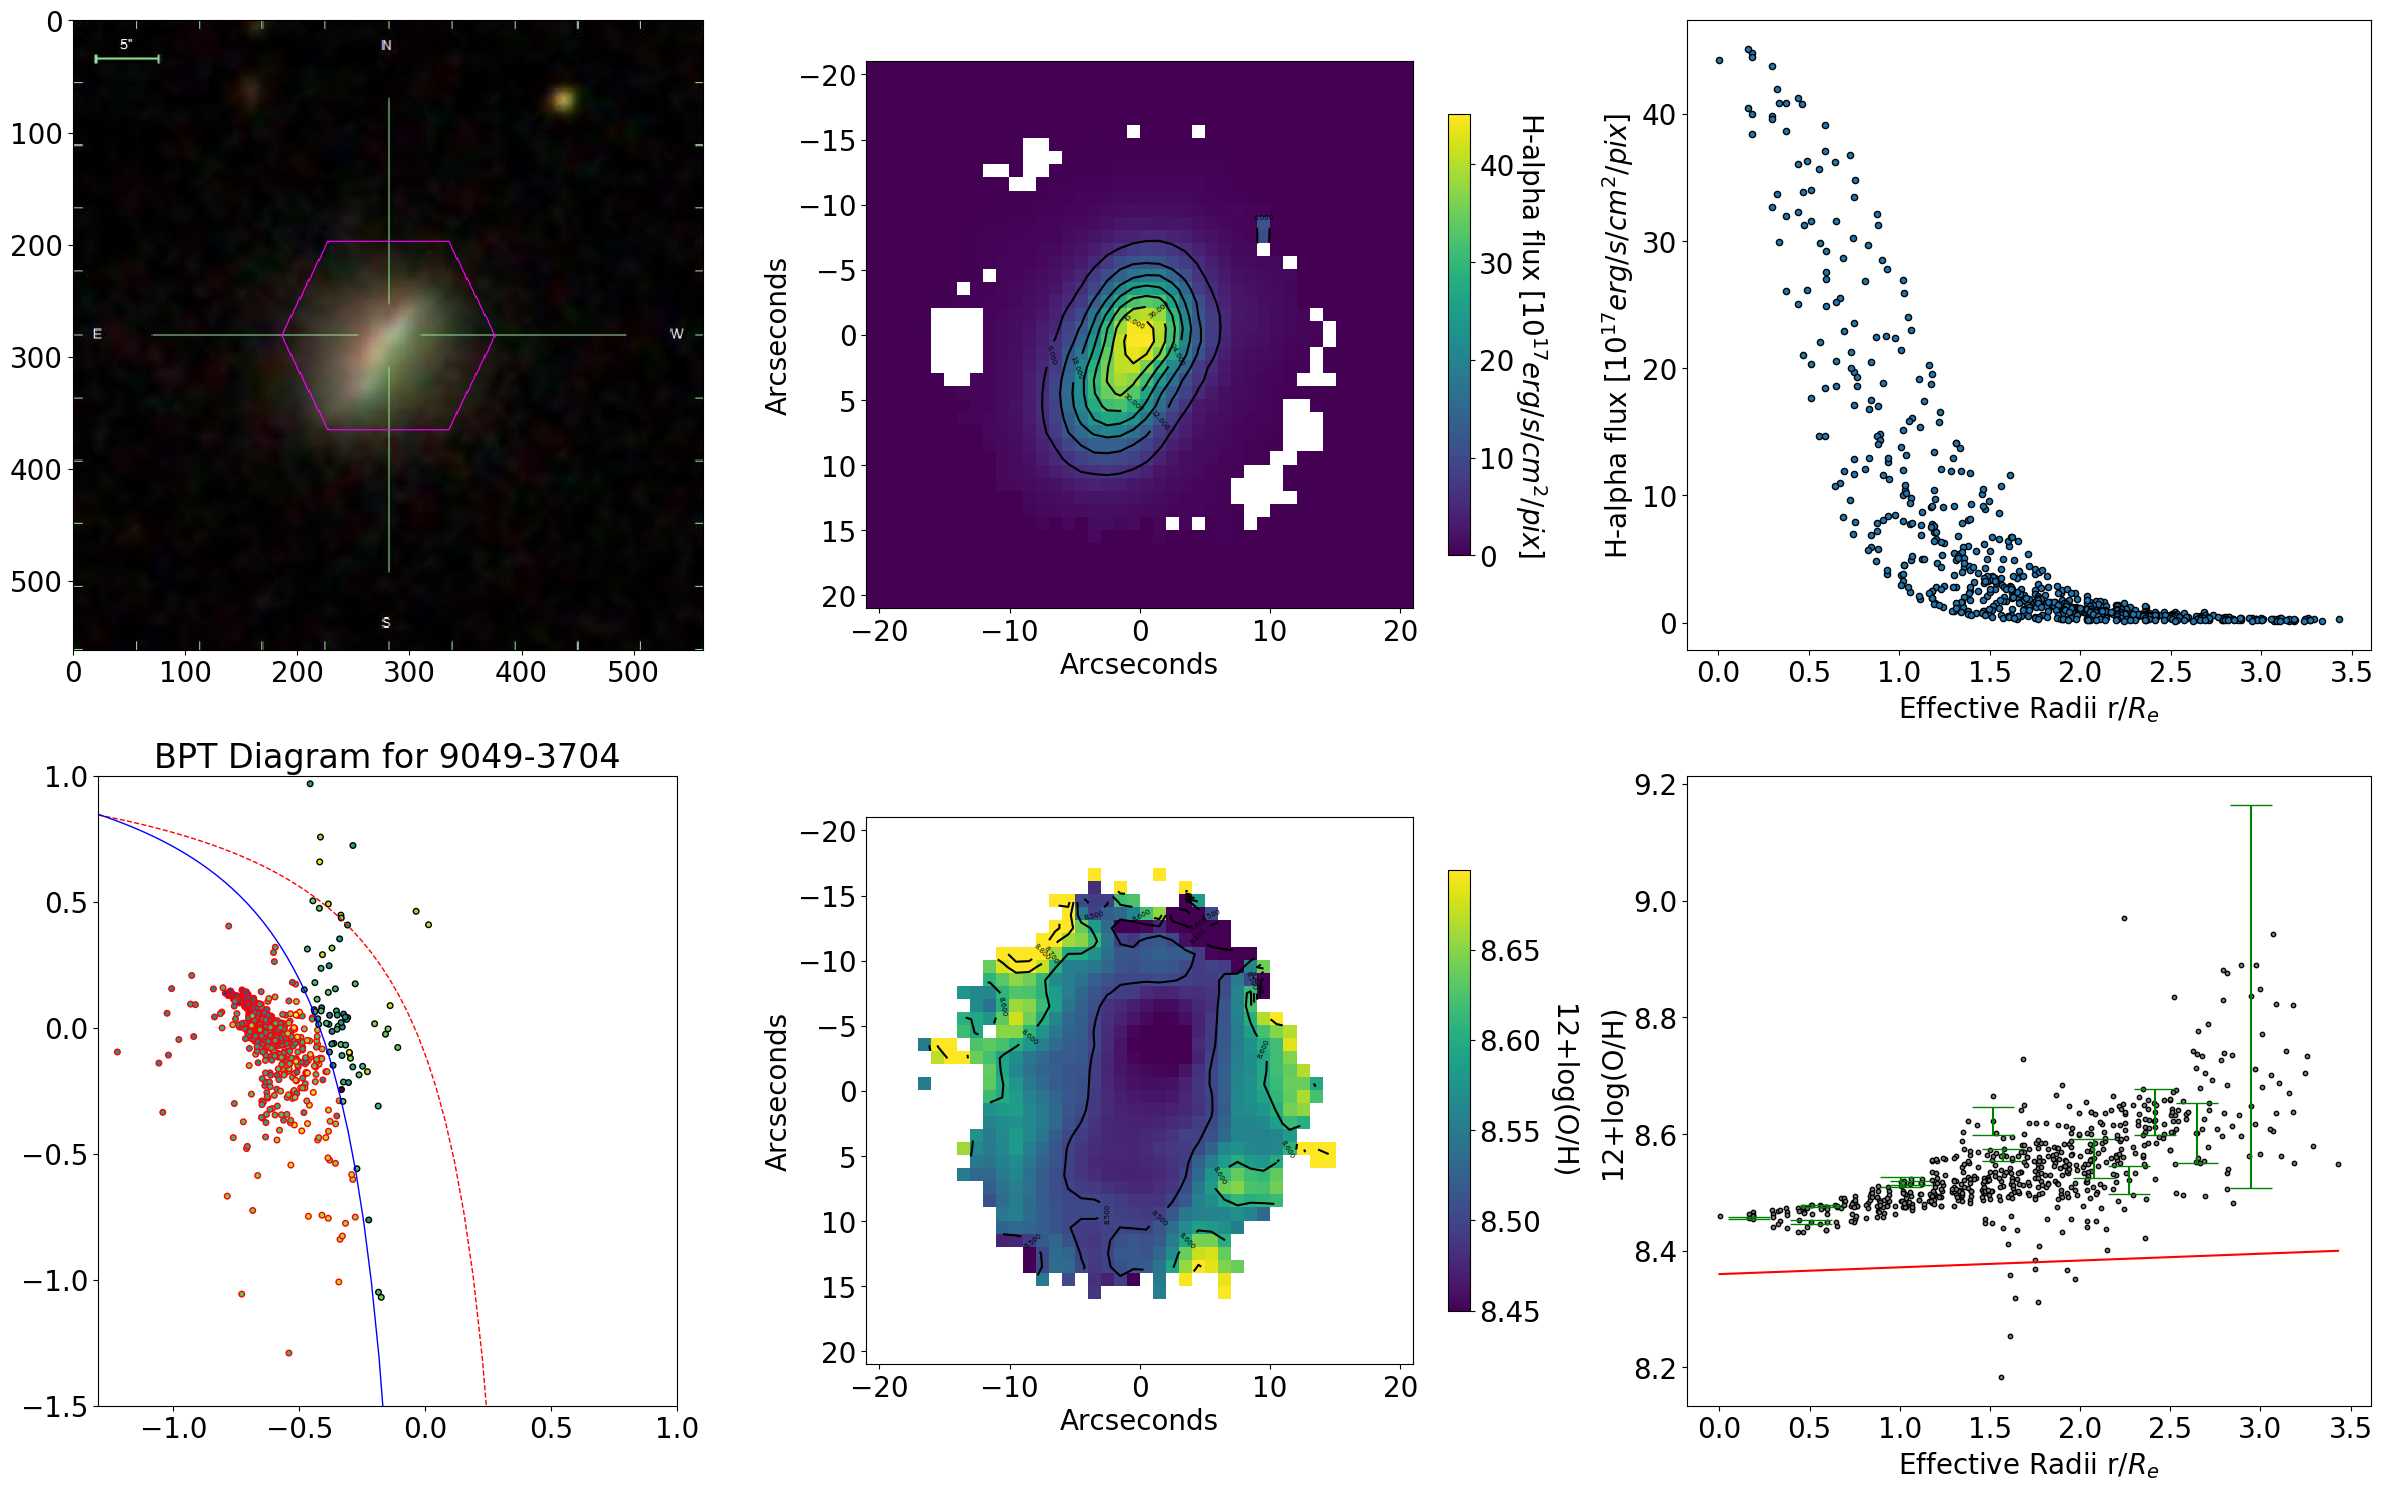 0
100
200
300
400
500
5"
N
E
W
S
0 100 200 300 400 500
−20
−15
−10
−5
0
5
10
15
20
Arcseconds
−20 −10 0 10 20
Arcseconds
40
30
20
10
0
H-alpha flux [10^17 erg/s/cm^2/pix]
H-alpha flux [10^17 erg/s/cm^2/pix]
40
30
20
10
0
0.0 0.5 1.0 1.5 2.0 2.5 3.0 3.5
Effective Radii r/R_e
BPT Diagram for 9049-3704
1.0
0.5
0.0
−0.5
−1.0
−1.5
−1.0 −0.5 0.0 0.5 1.0
−20
−15
−10
−5
0
5
10
15
20
Arcseconds
−20 −10 0 10 20
Arcseconds
8.65
8.60
8.55
8.50
8.45
12+log(O/H)
12+log(O/H)
9.2
9.0
8.8
8.6
8.4
8.2
0.0 0.5 1.0 1.5 2.0 2.5 3.0 3.5
Effective Radii r/R_e